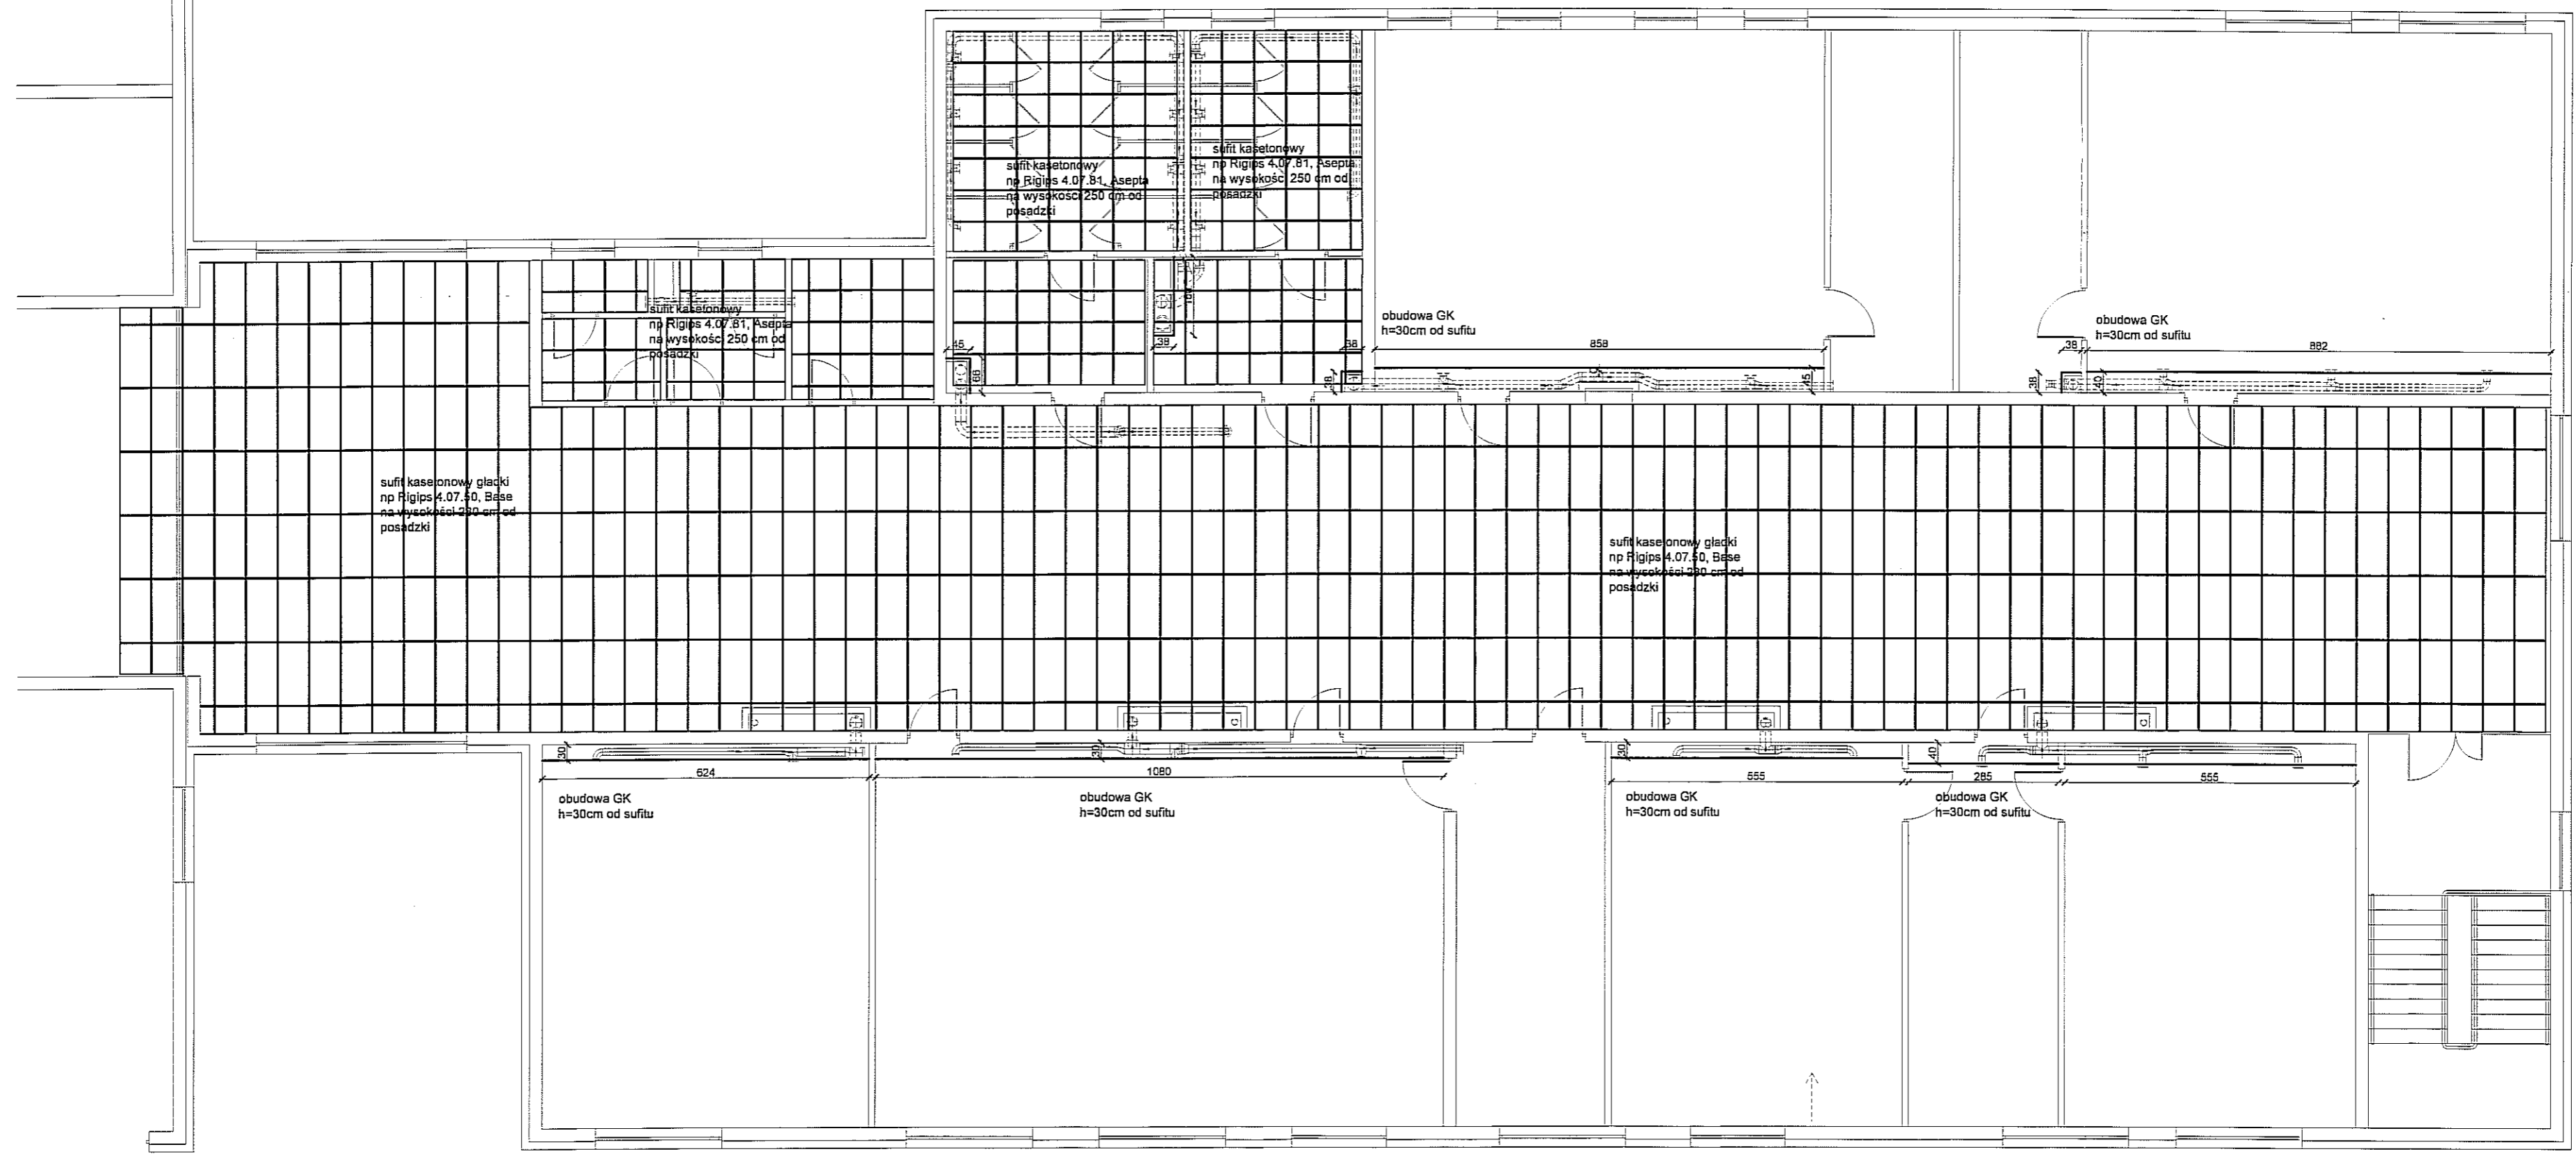 sufit kasetonowy
np Rigips 4.07.81, Asepta
na wysokości 250 cm od
posadzki
sufit kasetonowy
np Rigips 4.07.81, Asepta
na wysokości 250 cm od
posadzki
sufit kasetonowy
np Rigips 4.07.81, Asepta
na wysokości 250 cm od
posadzki
obudowa GK
h=30cm od sufitu
obudowa GK
h=30cm od sufitu
45
66
38
38
38
858
45
38
38
40
882
sufit kasetonowy gładki
np Rigips 4.07.50, Base
na wysokości 280 cm od
posadzki
sufit kasetonowy gładki
np Rigips 4.07.50, Base
na wysokości 280 cm od
posadzki
30
624
30
1080
30
555
40
285
555
obudowa GK
h=30cm od sufitu
obudowa GK
h=30cm od sufitu
obudowa GK
h=30cm od sufitu
obudowa GK
h=30cm od sufitu